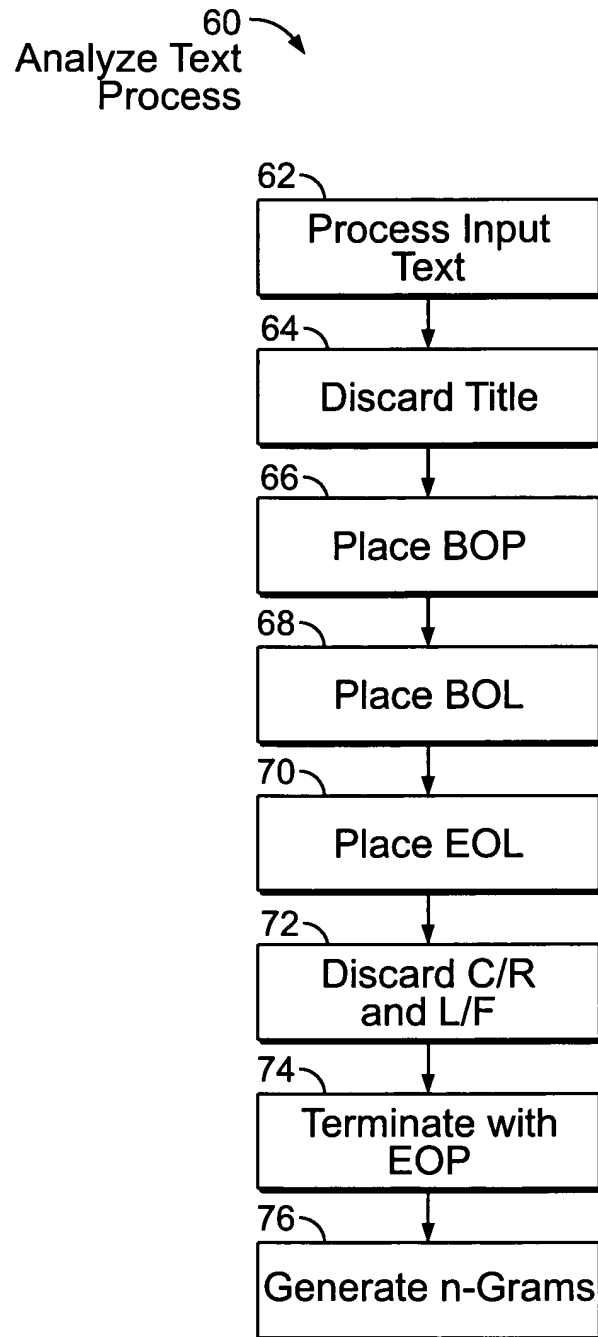 60
Analyze Text
Process
62
Process Input
Text
64
Discard Title
66
Place BOP
68
Place BOL
70
Place EOL
72
Discard C/R
and L/F
74
Terminate with
EOP
76
Generate n-Grams